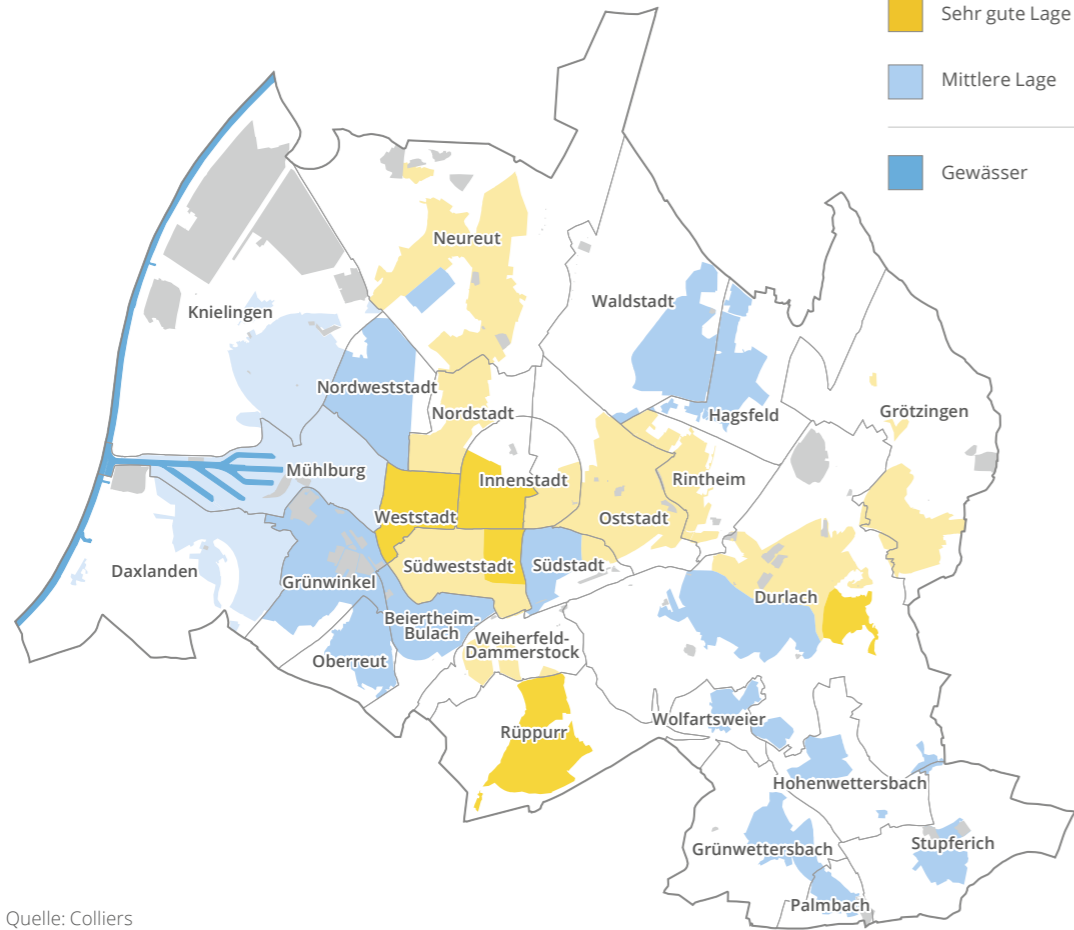 Sehr gute Lage
Mittlere Lage
Gewässer
Neureut
Waldstadt
Knielingen
Nordweststadt
Nordstadt
Hagsfeld
Grötzingen
Mühlburg
Innenstadt
Rintheim
Weststadt
Oststadt
Daxlanden
Grünwinkel
Südweststadt
Südstadt
Durlach
Beiertheim-
Bulach
Weiherfeld-
Dammerstock
Oberreut
Wolfartsweier
Rüppurr
Hohenwettersbach
Grünwettersbach
Stupferich
Palmbach
Quelle: Colliers